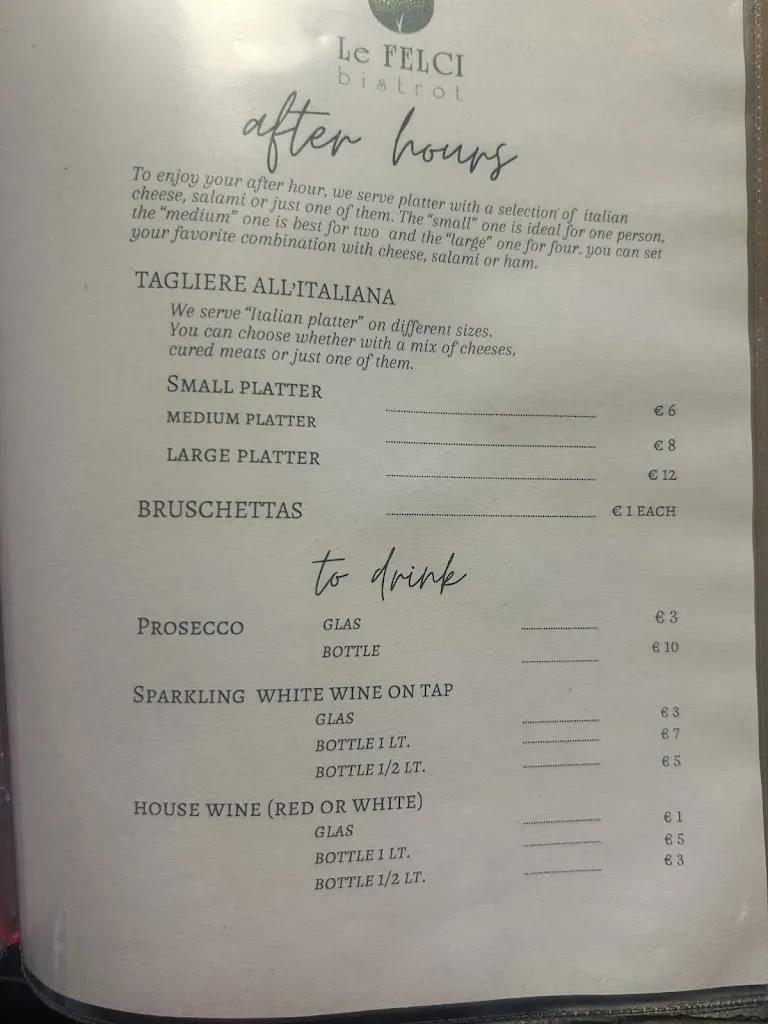 Le FELCI
bistrot
after hours
To enjoy your after hour, we serve platter with a selection of italian
cheese, salami or just one of them. The "small" one is ideal for one person,
the "medium" one is best for two and the "large" one for four. you can set
your favorite combination with cheese, salami or ham.
TAGLIERE ALL'ITALIANA
We serve "Italian platter" on different sizes.
You can choose whether with a mix of cheeses,
cured meats or just one of them.
SMALL PLATTER € 6
MEDIUM PLATTER € 8
LARGE PLATTER € 12
BRUSCHETTAS € 1 EACH
to drink
PROSECCO GLAS € 3
BOTTLE € 10
SPARKLING WHITE WINE ON TAP
GLAS € 3
BOTTLE 1 LT. € 7
BOTTLE 1/2 LT. € 5
HOUSE WINE (RED OR WHITE)
GLAS € 1
BOTTLE 1 LT. € 5
BOTTLE 1/2 LT. € 3